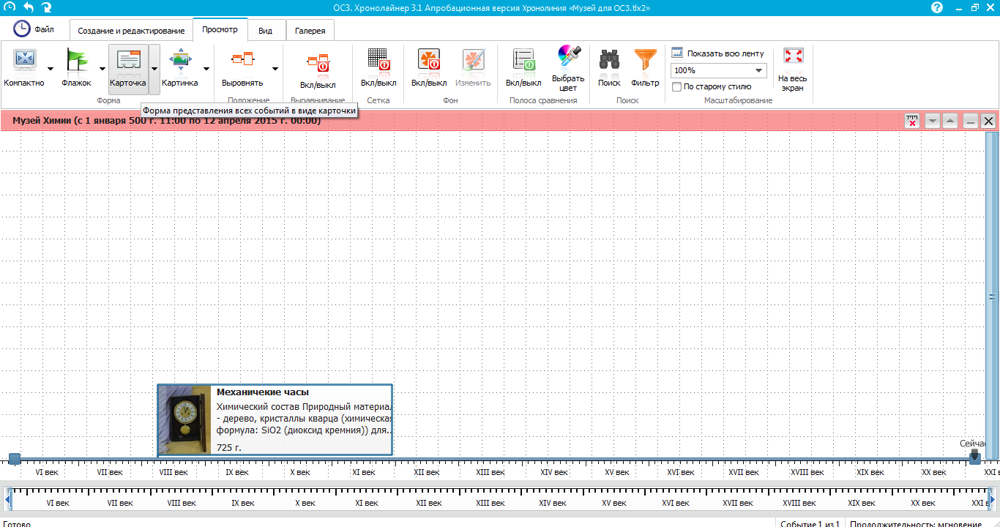 ОС3. Хронолайнер 3.1 Апробационная версия Хронолиния «Музей для ОС3.tlx2»
Файл
Создание и редактирование
Просмотр
Вид
Галерея
Компактно
Флажок
Карточка
Картинка
Выровнять
Вкл/выкл
Вкл/выкл
Вкл/выкл
Изменить
Вкл/выкл
Выбрать
цвет
Поиск
Фильтр
Показать всю ленту
100%
По старому стилю
На весь
экран
Форма
Положение
Выравнивание
Сетка
Фон
Полоса сравнения
Поиск
Масштабирование
Форма представления всех событий в виде карточки
Музей Химии (с 1 января 500 г. 11:00 по 12 апреля 2015 г. 00:00)
Механичекие часы
Химический состав Природный материал
- дерево, кристаллы кварца (химическая
формула: SiO2 (диоксид кремния)) для...
725 г.
Сейчас
VI век VII век VIII век IX век X век XI век XII век XIII век XIV век XV век XVI век XVII век XVIII век XIX век XX век XXI в
VI век VII век VIII век IX век X век XI век XII век XIII век XIV век XV век XVI век XVII век XVIII век XIX век XX век XXI в
Готово
Событие 1 из 1
Продолжительность: мгновение